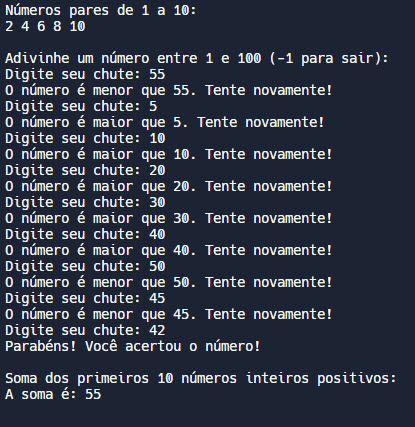 Números pares de 1 a 10:
2 4 6 8 10
Adivinhe um número entre 1 e 100 (-1 para sair):
Digite seu chute: 55
O número é menor que 55. Tente novamente!
Digite seu chute: 5
O número é maior que 5. Tente novamente!
Digite seu chute: 10
O número é maior que 10. Tente novamente!
Digite seu chute: 20
O número é maior que 20. Tente novamente!
Digite seu chute: 30
O número é maior que 30. Tente novamente!
Digite seu chute: 40
O número é maior que 40. Tente novamente!
Digite seu chute: 50
O número é menor que 50. Tente novamente!
Digite seu chute: 45
O número é menor que 45. Tente novamente!
Digite seu chute: 42
Parabéns! Você acertou o número!
Soma dos primeiros 10 números inteiros positivos:
A soma é: 55